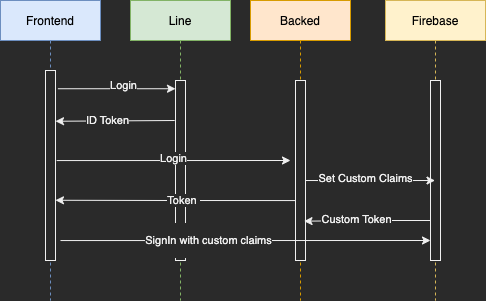 Frontend
Line
Backed
Firebase
Login
ID Token
Login
Set Custom Claims
Token
Custom Token
SignIn with custom claims